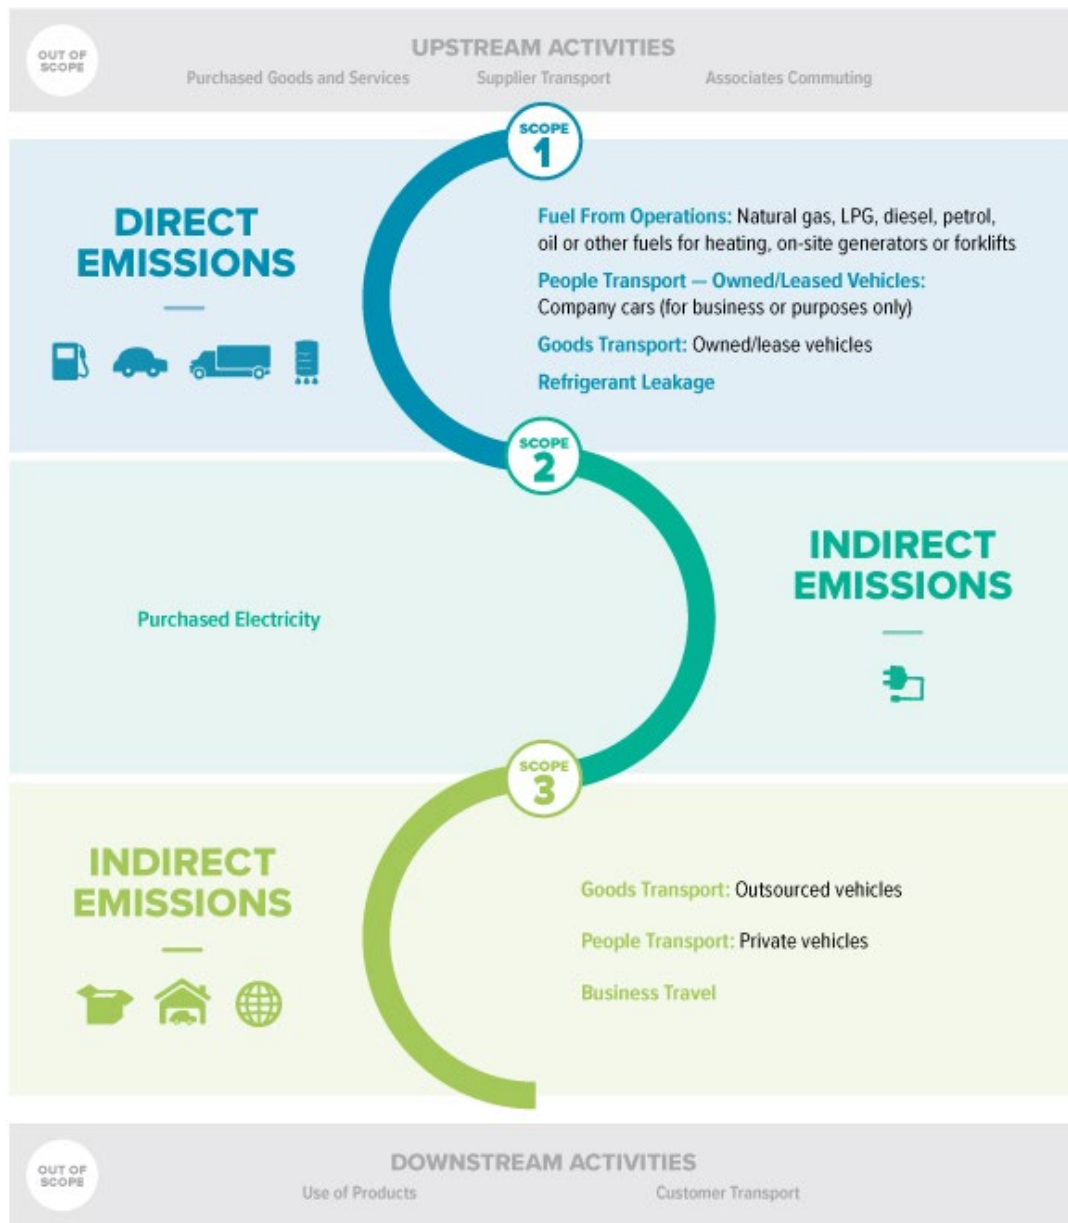 OUT OF
SCOPE
UPSTREAM ACTIVITIES
Purchased Goods and Services Supplier Transport Associates Commuting
SCOPE
1
DIRECT
EMISSIONS
Fuel From Operations: Natural gas, LPG, diesel, petrol,
oil or other fuels for heating, on-site generators or forklifts
People Transport — Owned/Leased Vehicles:
Company cars (for business or purposes only)
Goods Transport: Owned/lease vehicles
Refrigerant Leakage
SCOPE
2
INDIRECT
EMISSIONS
Purchased Electricity
SCOPE
3
INDIRECT
EMISSIONS
Goods Transport: Outsourced vehicles
People Transport: Private vehicles
Business Travel
OUT OF
SCOPE
DOWNSTREAM ACTIVITIES
Use of Products Customer Transport